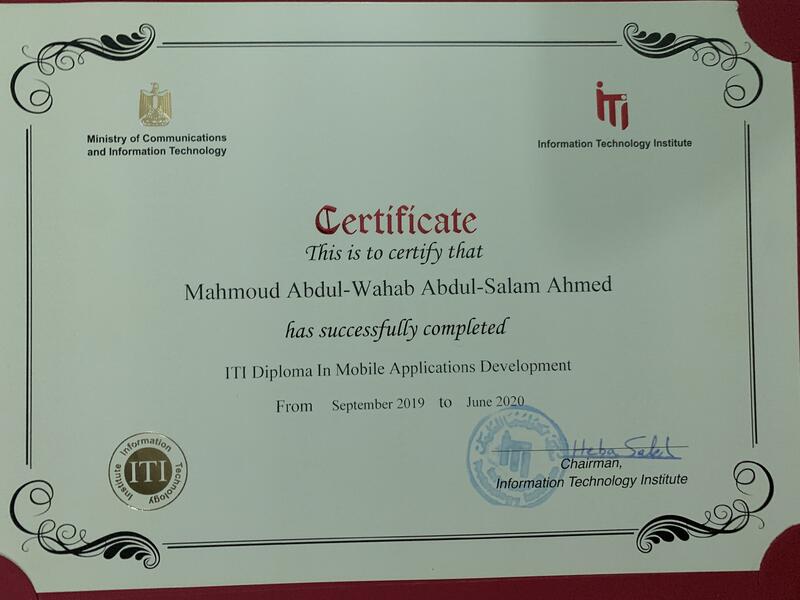 Ministry of Communications
and Information Technology
iTi
Information Technology Institute
Certificate
This is to certify that
Mahmoud Abdul-Wahab Abdul-Salam Ahmed
has successfully completed
ITI Diploma In Mobile Applications Development
From September 2019 to June 2020
Information Technology Institute
ITI
Heba Saleh
Chairman,
Information Technology Institute